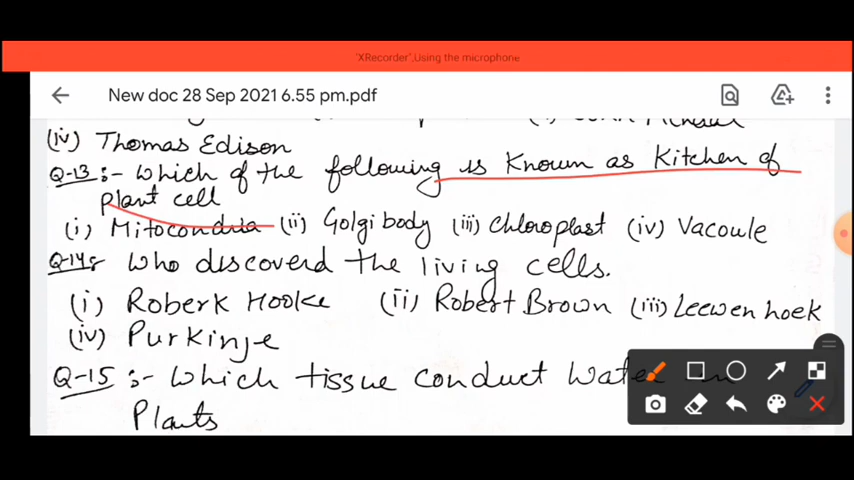 'XRecorder',Using the microphone
New doc 28 Sep 2021 6.55 pm.pdf
(iv) Thomas Edison
Q-13:- Which of the following is Known as Kitchen of
plant cell
(i) Mitocondria (ii) Golgi body (iii) Chloroplast (iv) Vacoule
Q-14: Who discoverd the living cells.
(i) Roberk Hooke (ii) Robert Brown (iii) Leewen hoek
(iv) Purkinje
Q-15 :- Which tissue conduct Water in
Plants